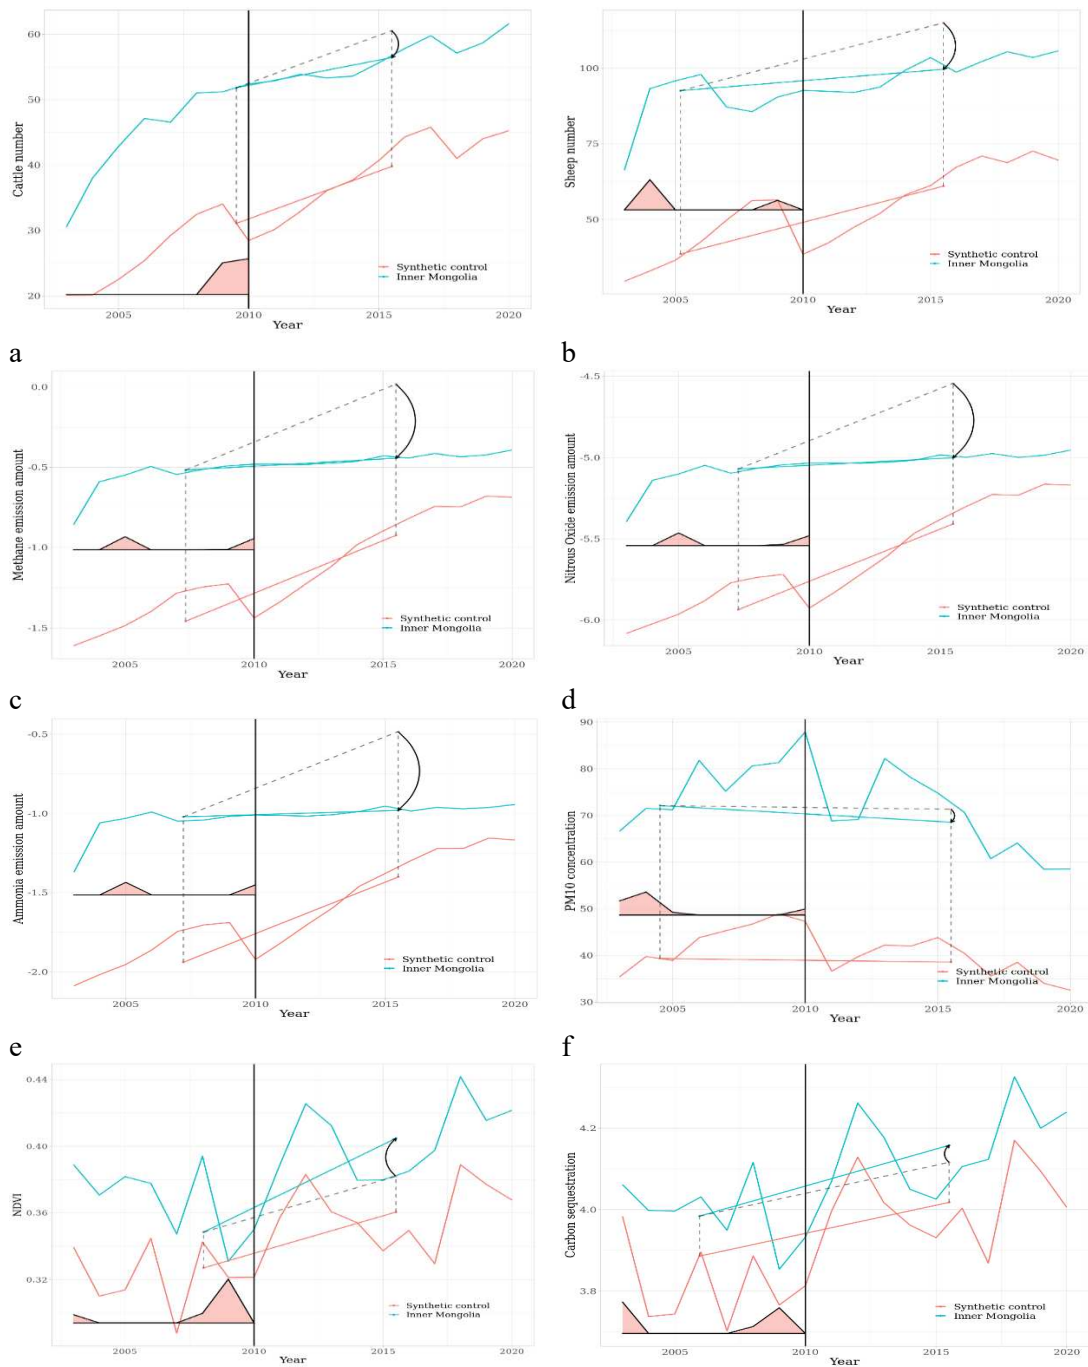 60
50
40
30
20
Cattle number
Synthetic control
Inner Mongolia
2005 2010 2015 2020
Year
100
75
50
Sheep number
Synthetic control
Inner Mongolia
2005 2010 2015 2020
Year
a b
0.0
-0.5
-1.0
-1.5
Methane emission amount
Synthetic control
Inner Mongolia
2005 2010 2015 2020
Year
-4.5
-5.0
-5.5
-6.0
Nitrous Oxide emission amount
Synthetic control
Inner Mongolia
2005 2010 2015 2020
Year
c d
-0.5
-1.0
-1.5
-2.0
Ammonia emission amount
Synthetic control
Inner Mongolia
2005 2010 2015 2020
Year
90
80
70
60
50
40
30
PM10 concentration
Synthetic control
Inner Mongolia
2005 2010 2015 2020
Year
e f
0.44
0.40
0.36
0.32
NDVI
Synthetic control
Inner Mongolia
2005 2010 2015 2020
Year
4.2
4.0
3.8
Carbon sequestration
Synthetic control
Inner Mongolia
2005 2010 2015 2020
Year